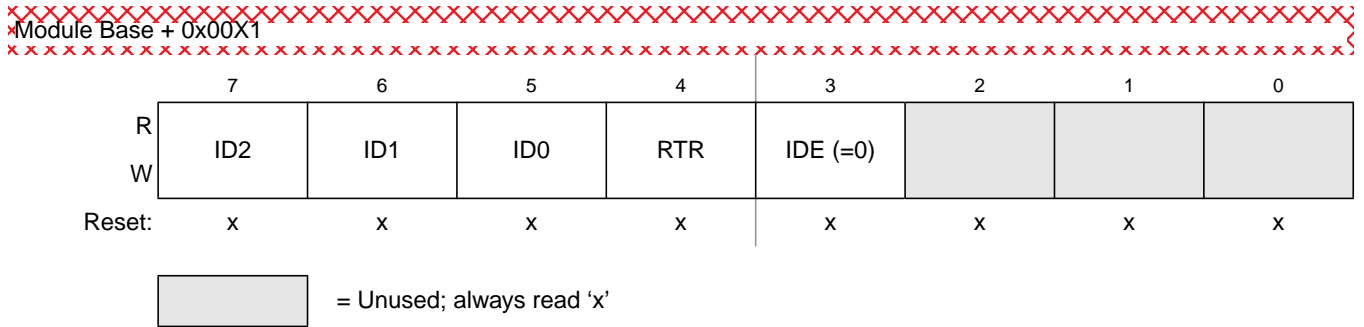 Module Base + 0x00X1
7 6 5 4 3 2 1 0
R
W
ID2 ID1 ID0 RTR IDE (=0)
Reset: x x x x x x x x
= Unused; always read ‘x’